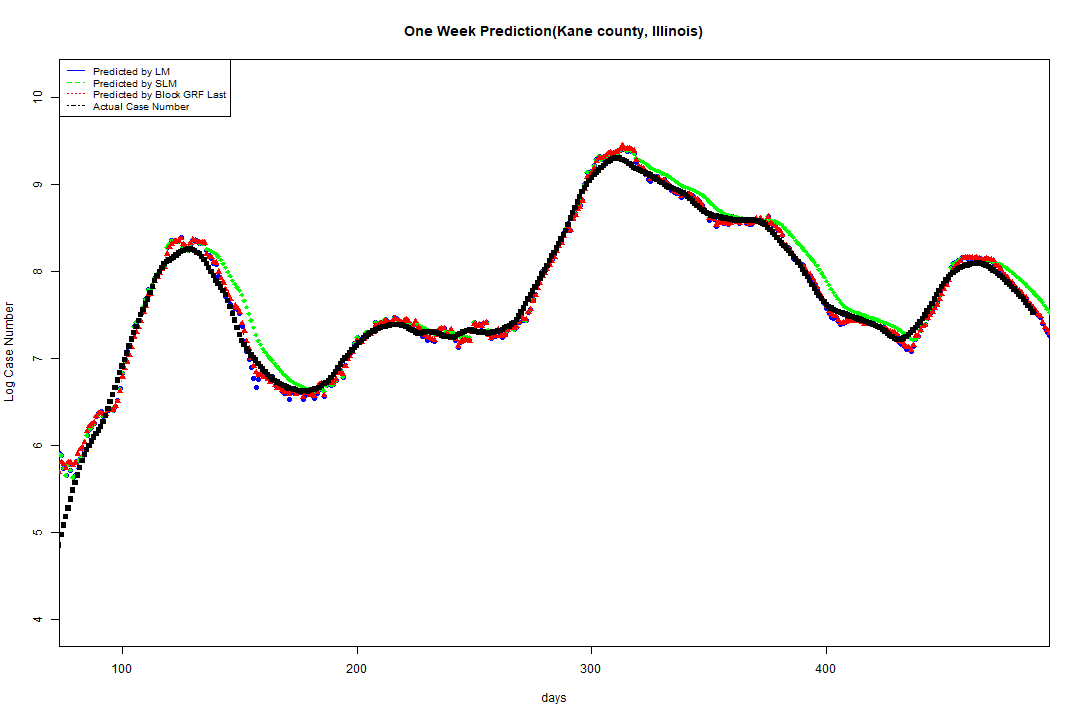 One Week Prediction(Kane county, Illinois)
Predicted by LM
Predicted by SLM
Predicted by Block GRF Last
Actual Case Number
10
9
8
7
6
5
4
Log Case Number
100
200
300
400
days